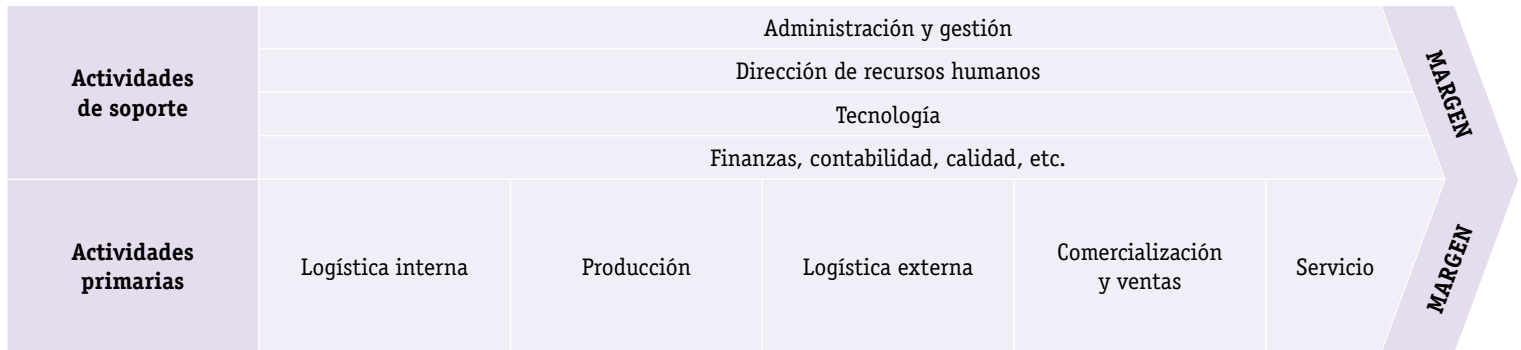 Actividades
de soporte
Administración y gestión
Dirección de recursos humanos
Tecnología
Finanzas, contabilidad, calidad, etc.
MARGEN
Actividades
primarias
Logística interna
Producción
Logística externa
Comercialización
y ventas
Servicio
MARGEN